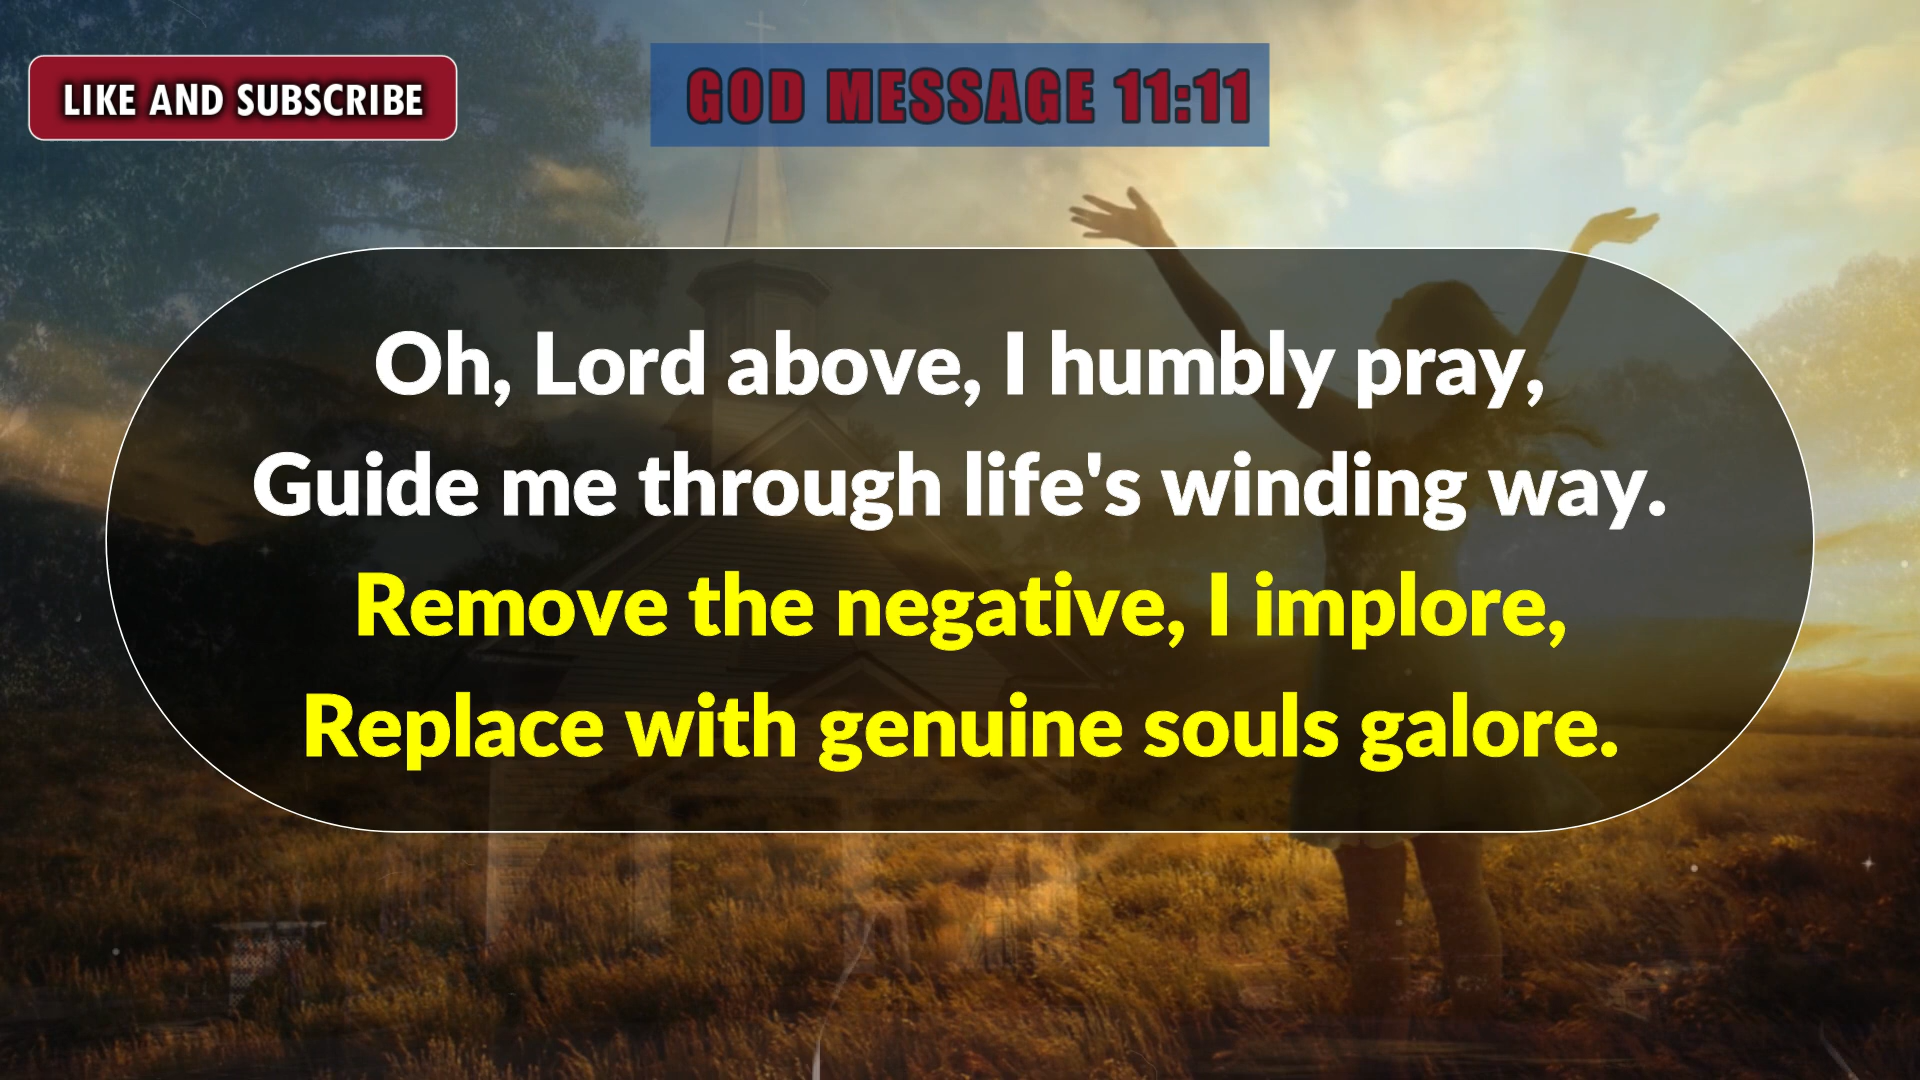 LIKE AND SUBSCRIBE
GOD MESSAGE 11:11
Oh, Lord above, I humbly pray,
Guide me through life's winding way.
Remove the negative, I implore,
Replace with genuine souls galore.